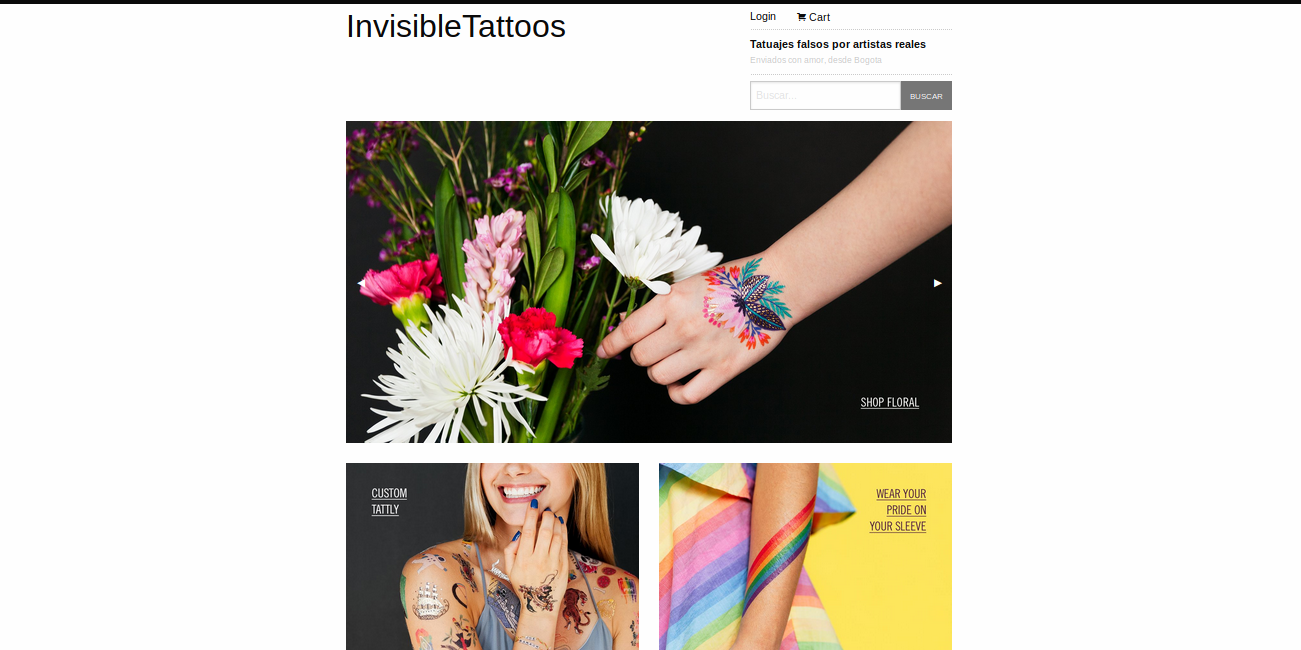 InvisibleTattoos
Login
Cart
Tatuajes falsos por artistas reales
Enviados con amor, desde Bogota
Buscar...
BUSCAR
SHOP FLORAL
CUSTOM
TATTLY
WEAR YOUR
PRIDE ON
YOUR SLEEVE